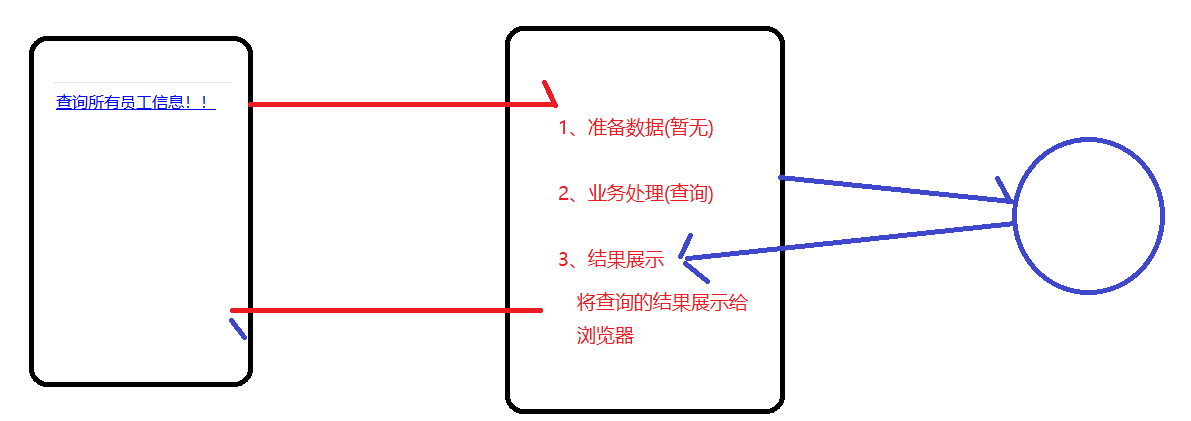 查询所有员工信息！！
1、准备数据(暂无)
2、业务处理(查询)
3、结果展示
将查询的结果展示给
浏览器